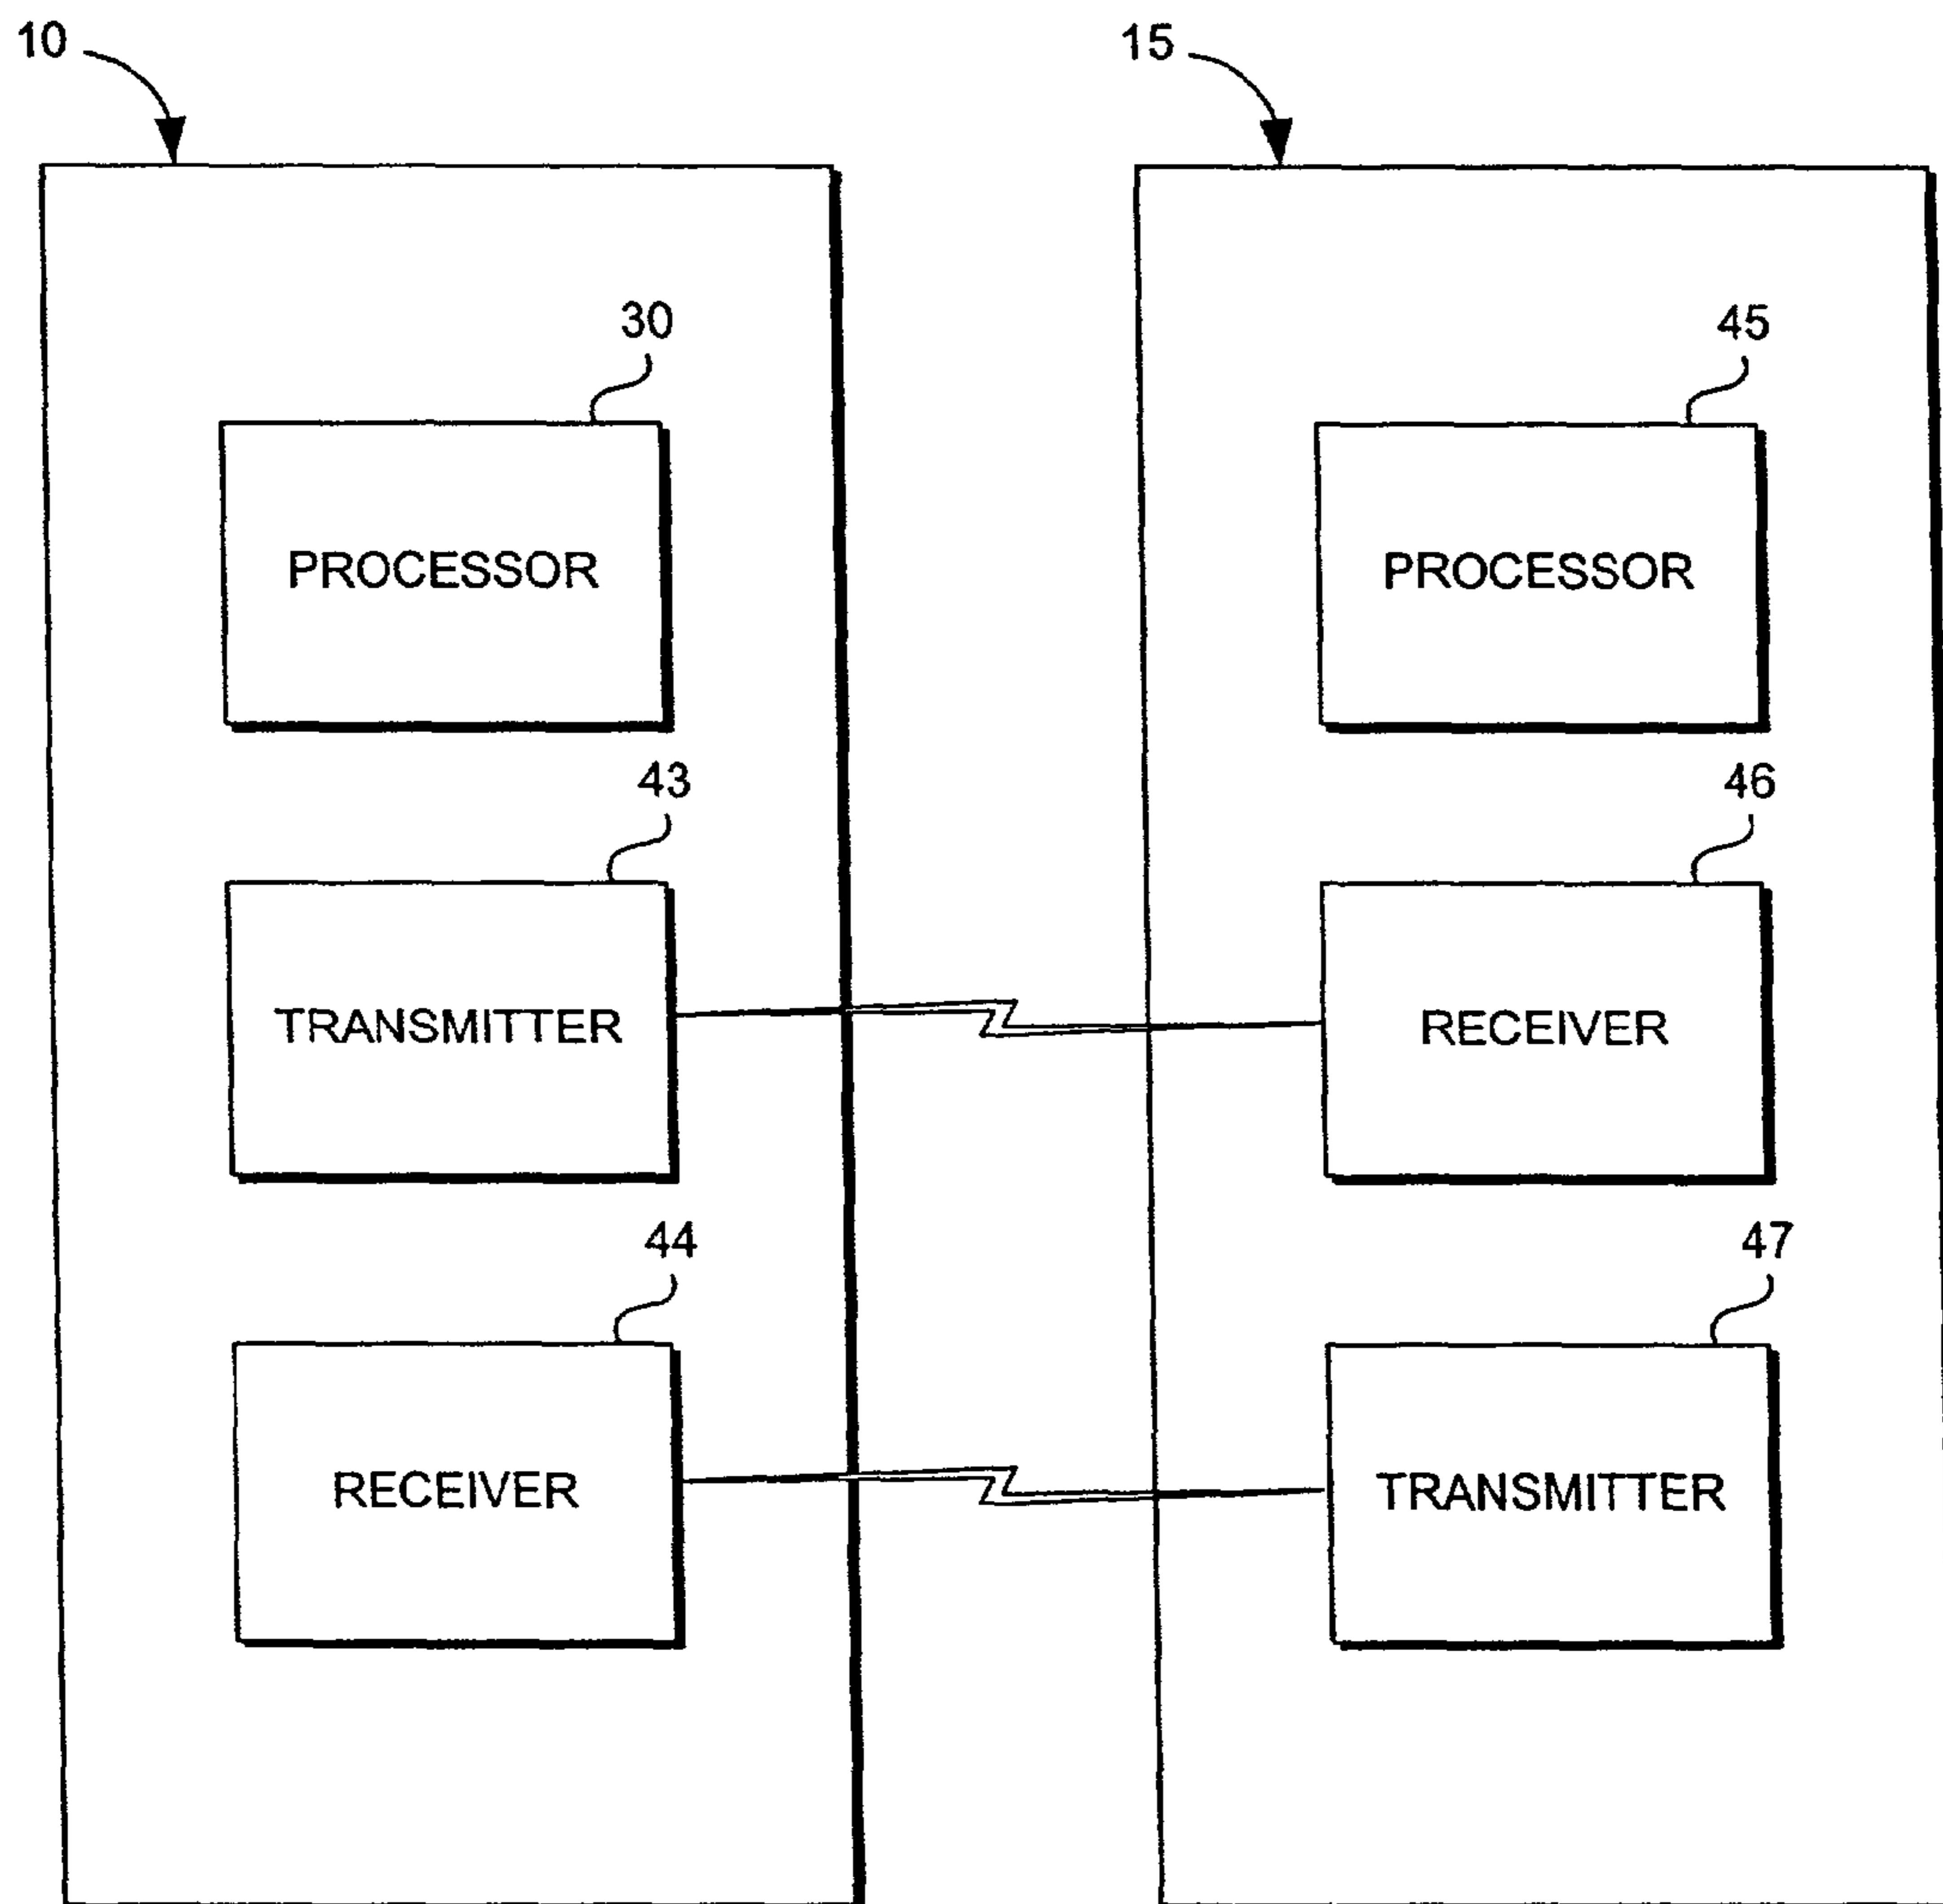 10
15
30
45
PROCESSOR
PROCESSOR
43
46
TRANSMITTER
RECEIVER
44
47
RECEIVER
TRANSMITTER